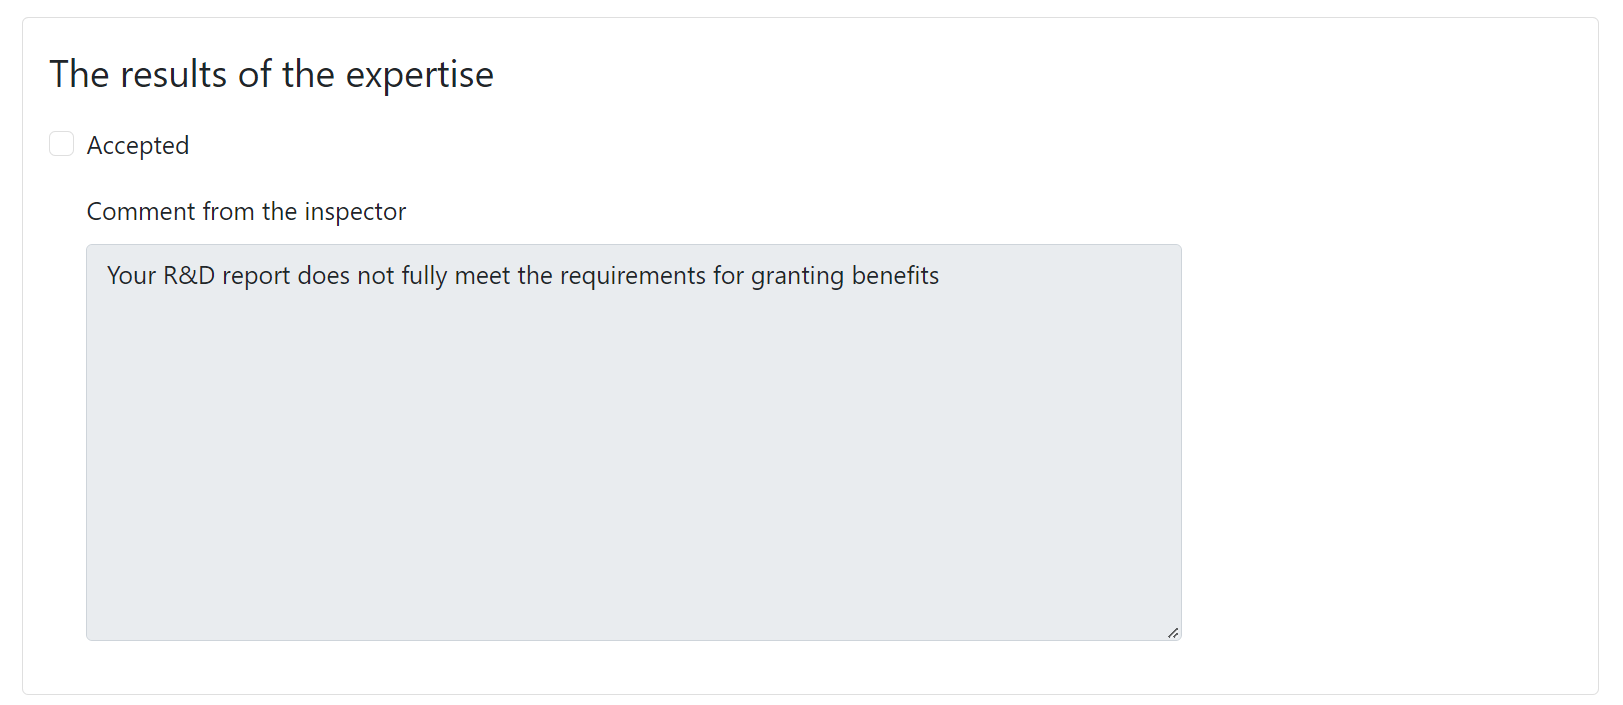 The results of the expertise
Accepted
Comment from the inspector
Your R&D report does not fully meet the requirements for granting benefits